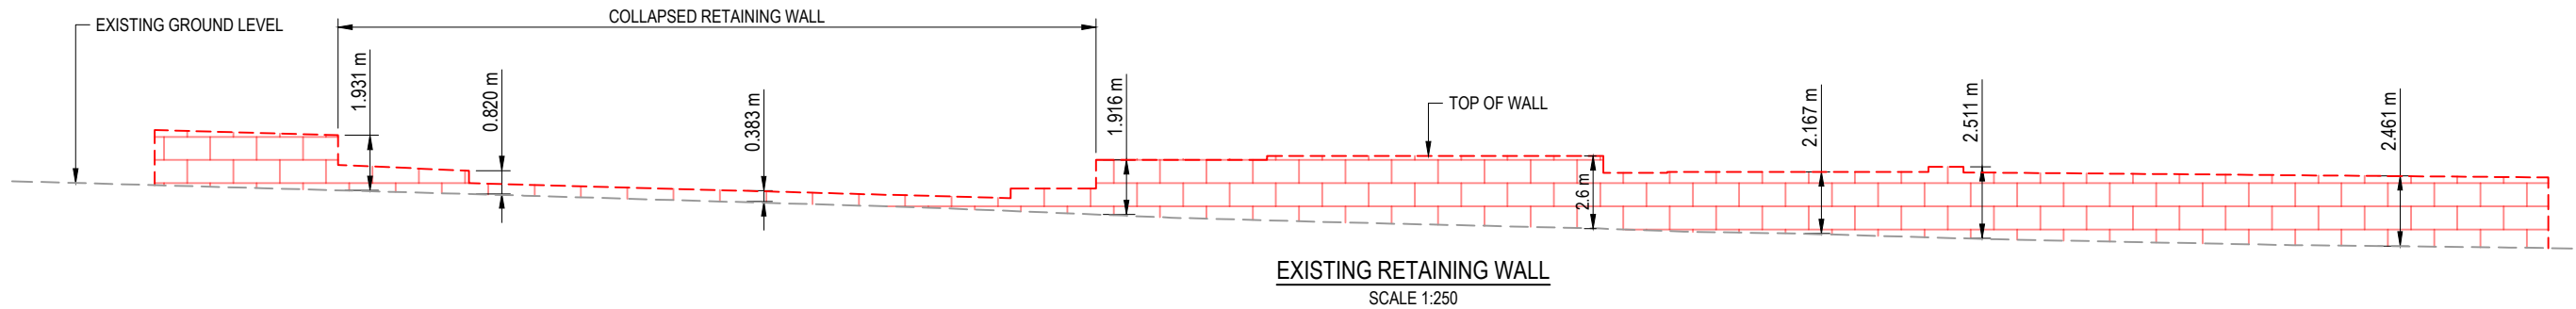 COLLAPSED RETAINING WALL
EXISTING GROUND LEVEL
1.931 m
0.820 m
0.383 m
1.916 m
TOP OF WALL
2.6 m
2.167 m
2.511 m
2.461 m
EXISTING RETAINING WALL
SCALE 1:250